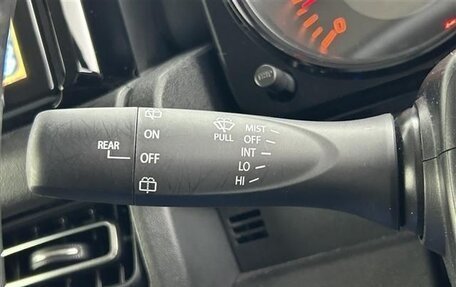 REAR
ON
OFF
PULL
MIST
OFF
INT
LO
HI